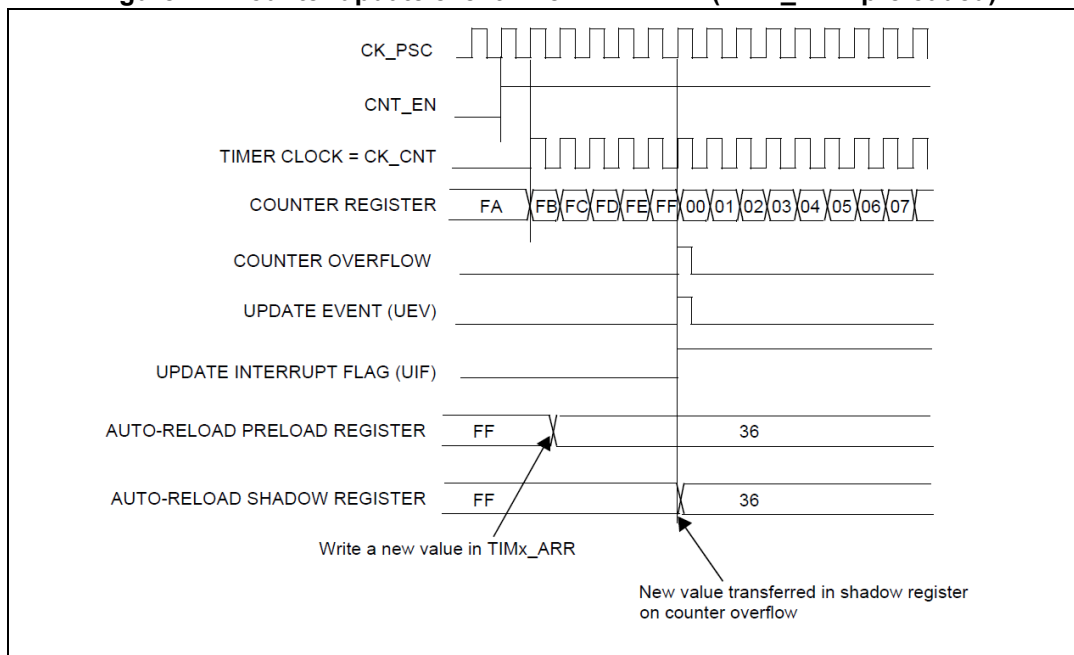 CK_PSC
CNT_EN
TIMER CLOCK = CK_CNT
COUNTER REGISTER FA FB FC FD FE FF 00 01 02 03 04 05 06 07
COUNTER OVERFLOW
UPDATE EVENT (UEV)
UPDATE INTERRUPT FLAG (UIF)
AUTO-RELOAD PRELOAD REGISTER FF 36
AUTO-RELOAD SHADOW REGISTER FF 36
Write a new value in TIMx_ARR
New value transferred in shadow register
on counter overflow